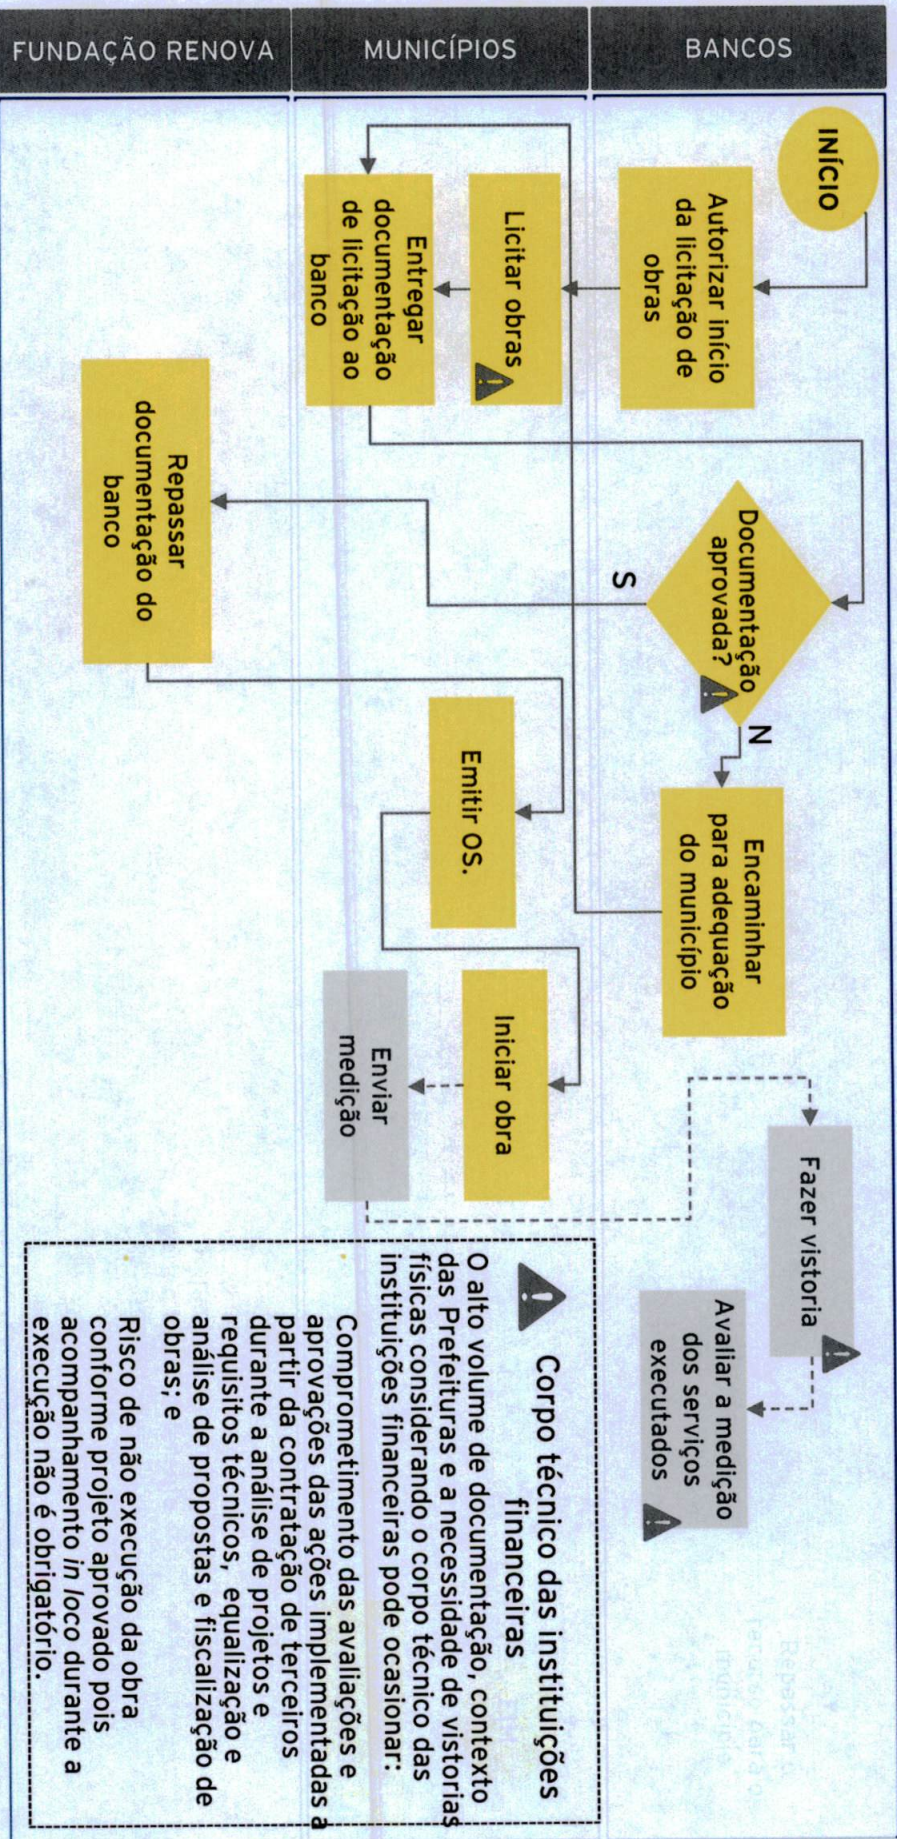 BANCOS
MUNICÍPIOS
FUNDAÇÃO RENOVA
INÍCIO
Autorizar início
da licitação de
obras
Licitar obras
Entregar
documentação
de licitação ao
banco
Documentação
aprovada?
N
S
Encaminhar
para adequação
do município
Repassar
documentação do
banco
Emitir OS.
Iniciar obra
Enviar
medição
Fazer vistoria
Avaliar a medição
dos serviços
executados
Corpo técnico das instituições
financeiras
O alto volume de documentação, contexto
das Prefeituras e a necessidade de vistorias
físicas considerando o corpo técnico das
instituições financeiras pode ocasionar:
Comprometimento das avaliações e
aprovações das ações implementadas a
partir da contratação de terceiros
durante a análise de projetos e
requisitos técnicos, equalização e
análise de propostas e fiscalização de
obras; e
Risco de não execução da obra
conforme projeto aprovado pois
acompanhamento in loco durante a
execução não é obrigatório.
Repassar o
recurso para o
município